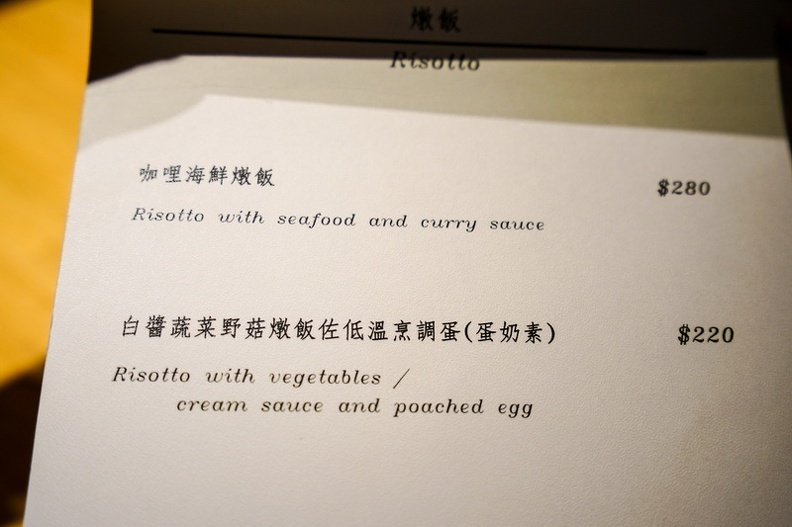 燉飯
Risotto
咖哩海鮮燉飯 $280
Risotto with seafood and curry sauce
白醬蔬菜野菇燉飯佐低溫烹調蛋(蛋奶素) $220
Risotto with vegetables /
cream sauce and poached egg